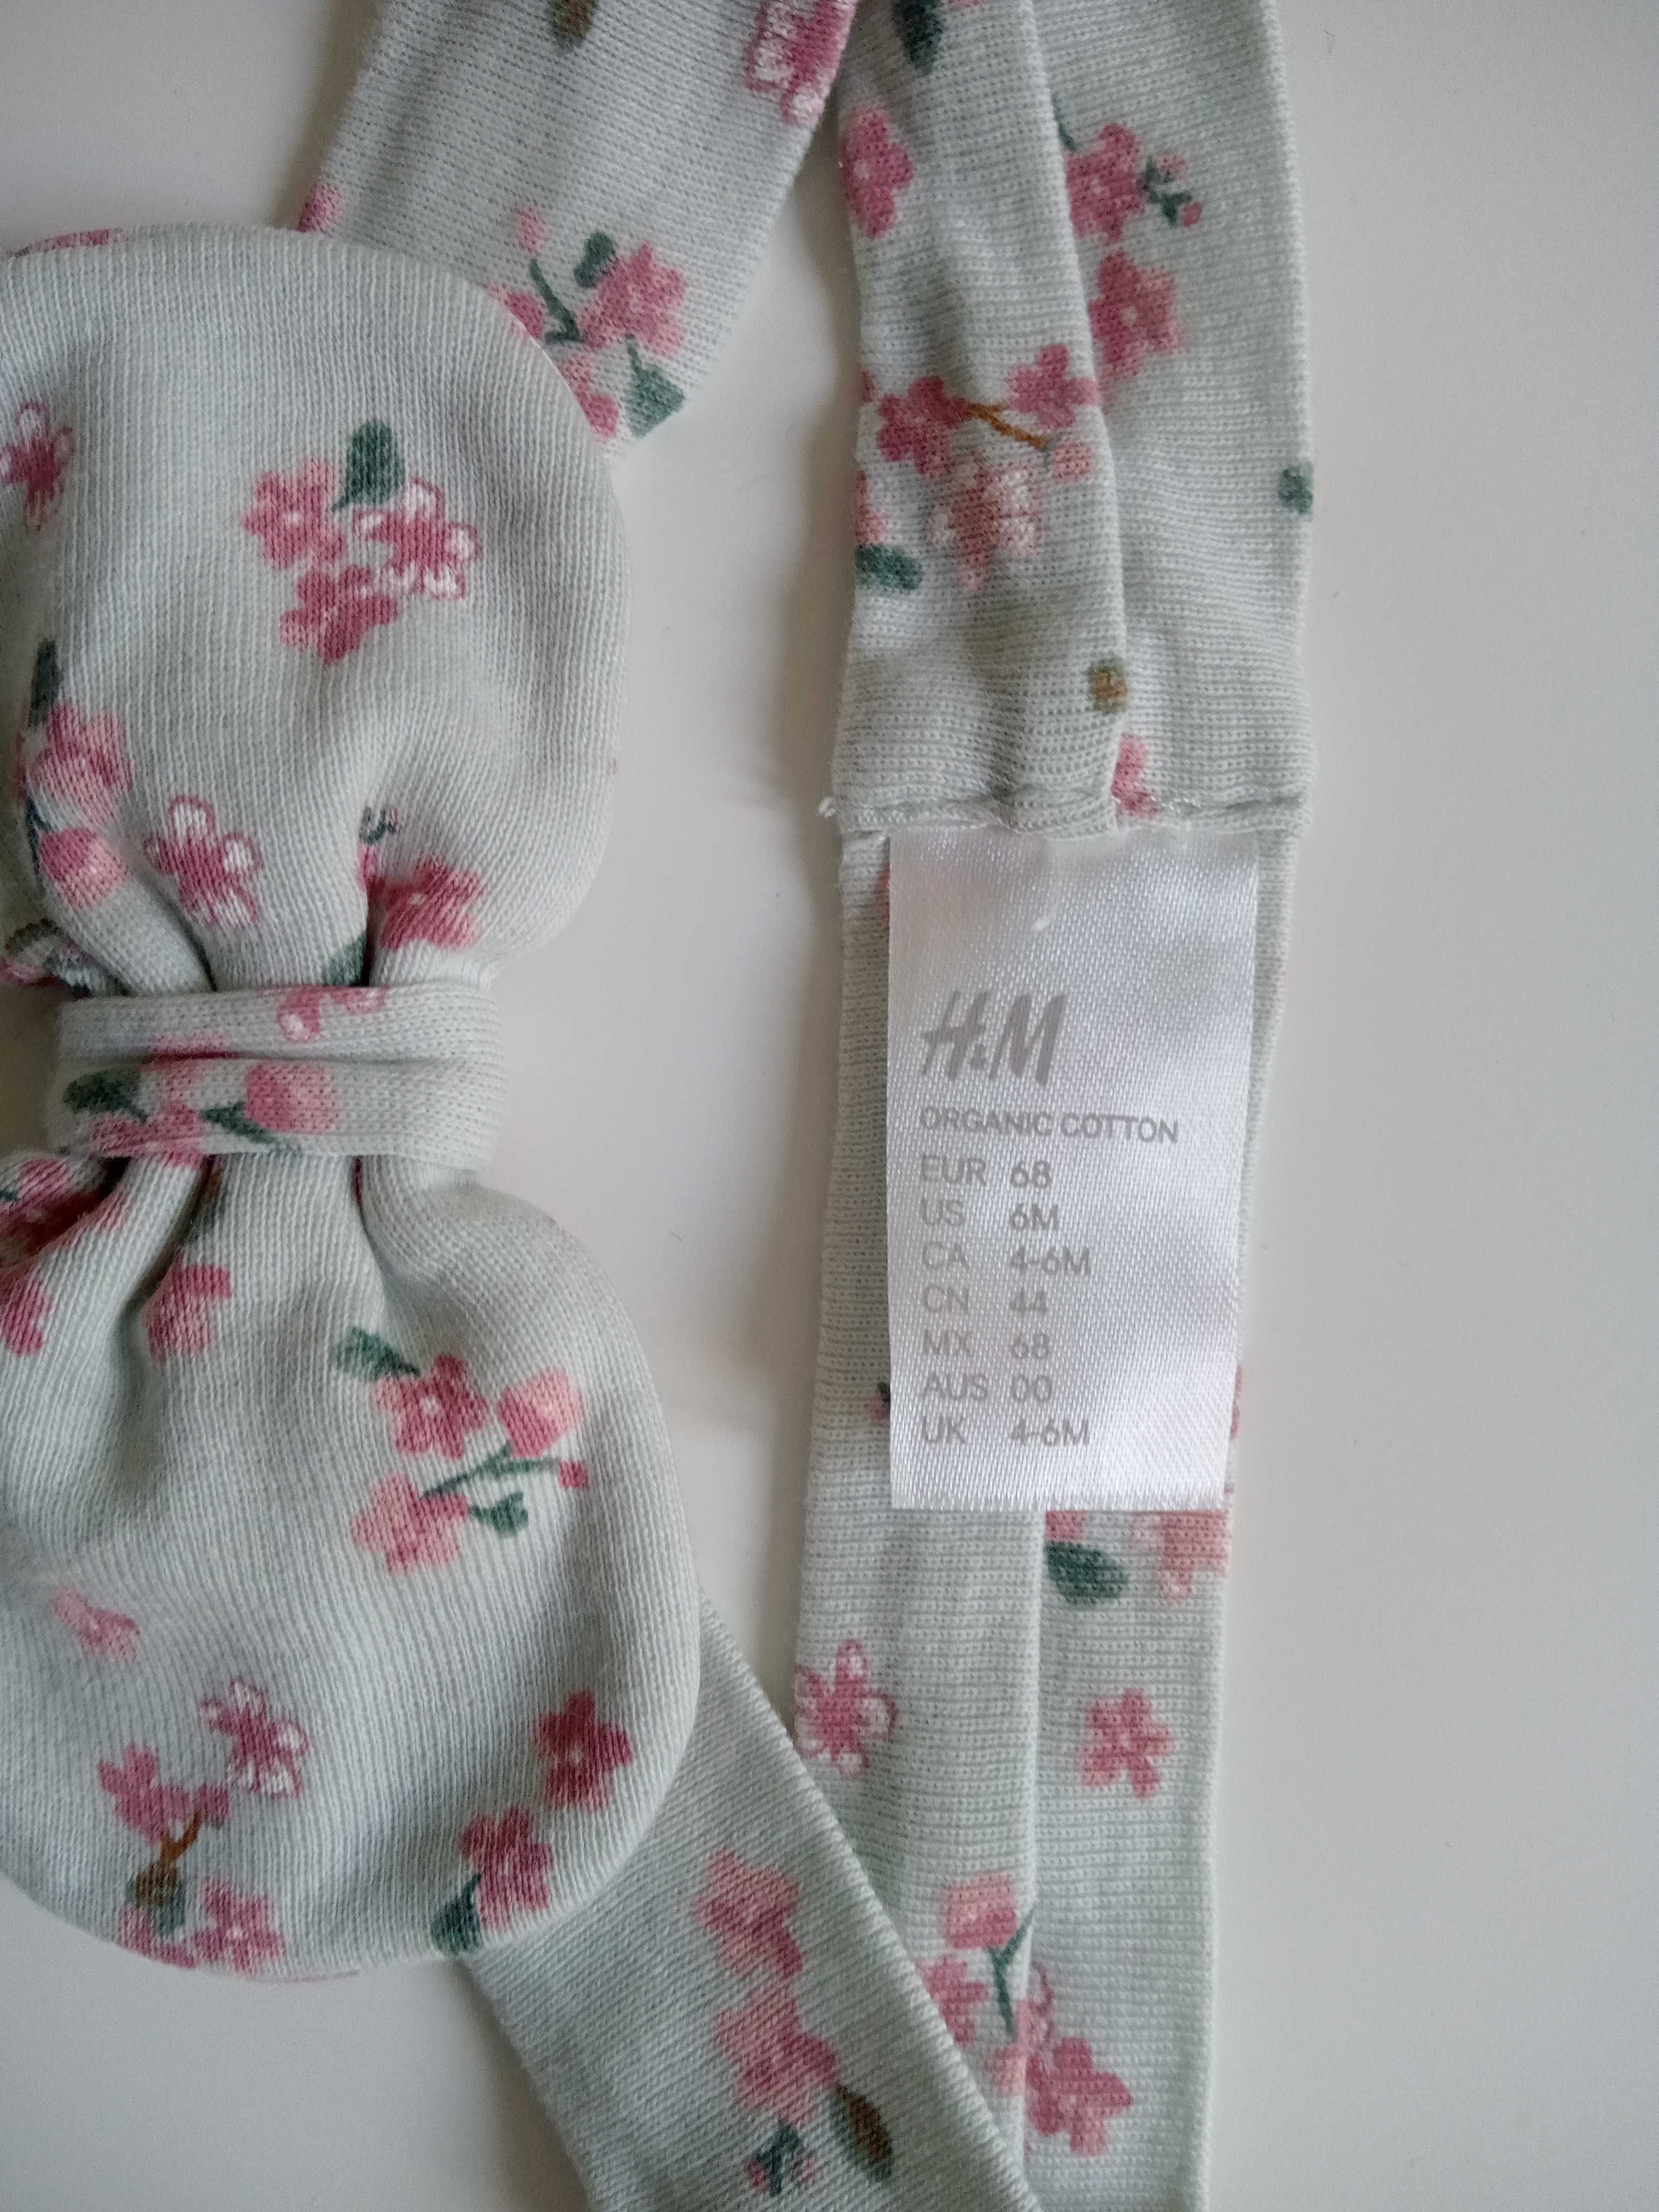 H&M
ORGANIC COTTON
EUR 68
US 6M
CA 4-6M
CN 44
MX 68
AUS 00
UK 4-6M